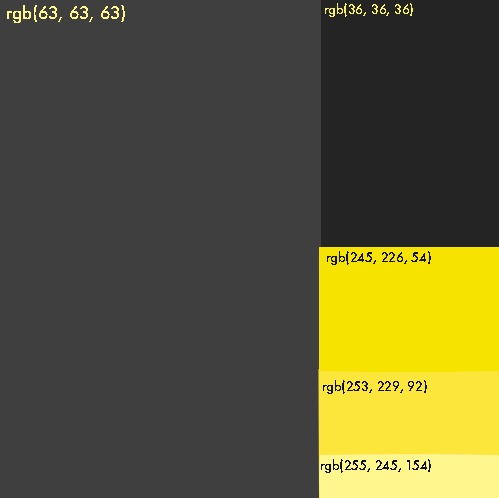 rgb(63, 63, 63)
rgb(36, 36, 36)
rgb(245, 226, 54)
rgb(253, 229, 92)
rgb(255, 245, 154)